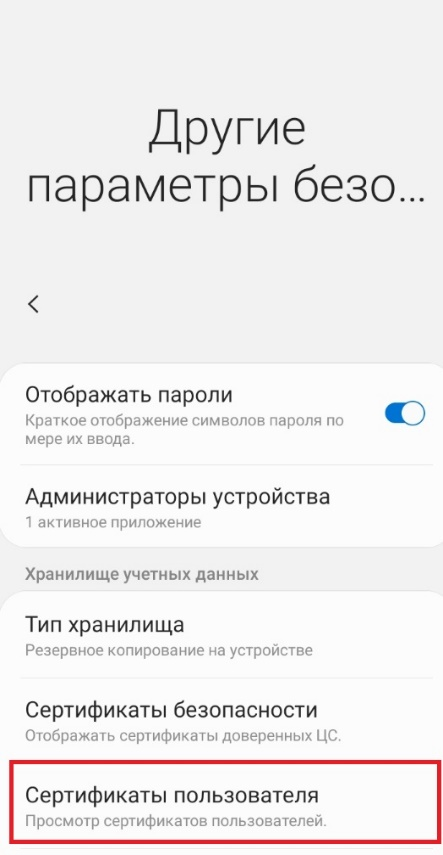 Другие
параметры безо...
Отображать пароли
Краткое отображение символов пароля по
мере их ввода.
Администраторы устройства
1 активное приложение
Хранилище учетных данных
Тип хранилища
Резервное копирование на устройстве
Сертификаты безопасности
Отображать сертификаты доверенных ЦС.
Сертификаты пользователя
Просмотр сертификатов пользователей.